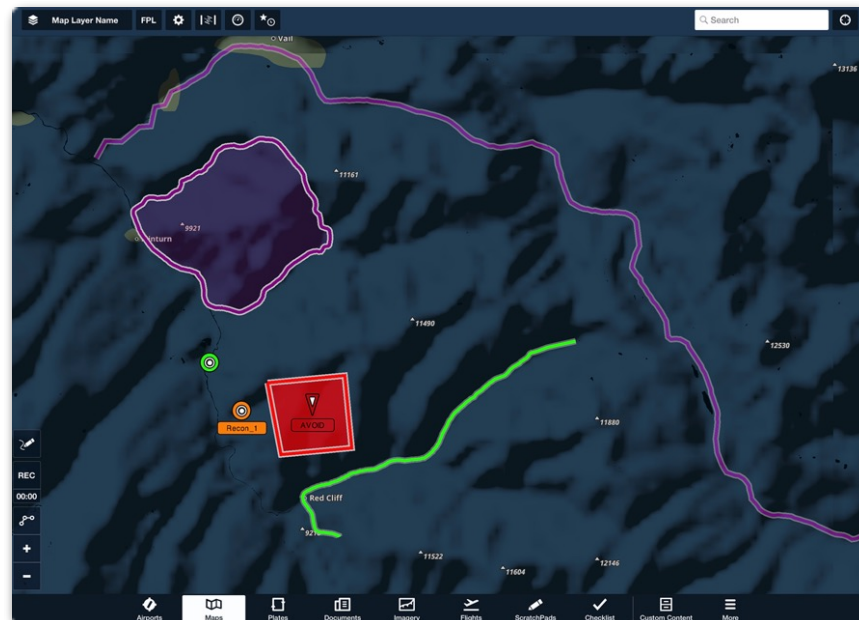 Map Layer Name
FPL
Search
Vail
13136
11161
9921
11490
12530
Recon_1
AVOID
11880
REC
00:00
Red Cliff
11522
11604
12146
Airports
Maps
Plates
Documents
Imagery
Flights
ScratchPads
Checklist
Custom Content
More